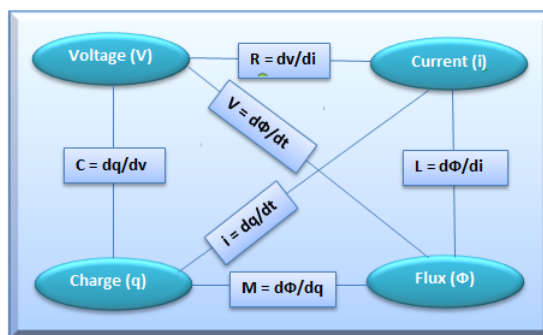 Voltage (V)
R = dv/di
Current (i)
V = dΦ/dt
C = dq/dv
L = dΦ/di
i = dq/dt
Charge (q)
M = dΦ/dq
Flux (Φ)